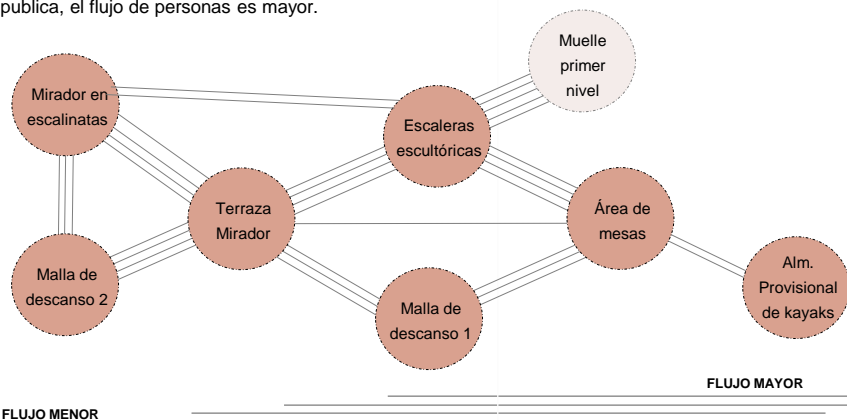 publica, el flujo de personas es mayor.
Muelle
primer
nivel
Mirador en
escalinatas
Escaleras
escultóricas
Terraza
Mirador
Área de
mesas
Malla de
descanso 2
Alm.
Provisional
de kayaks
Malla de
descanso 1
FLUJO MAYOR
FLUJO MENOR